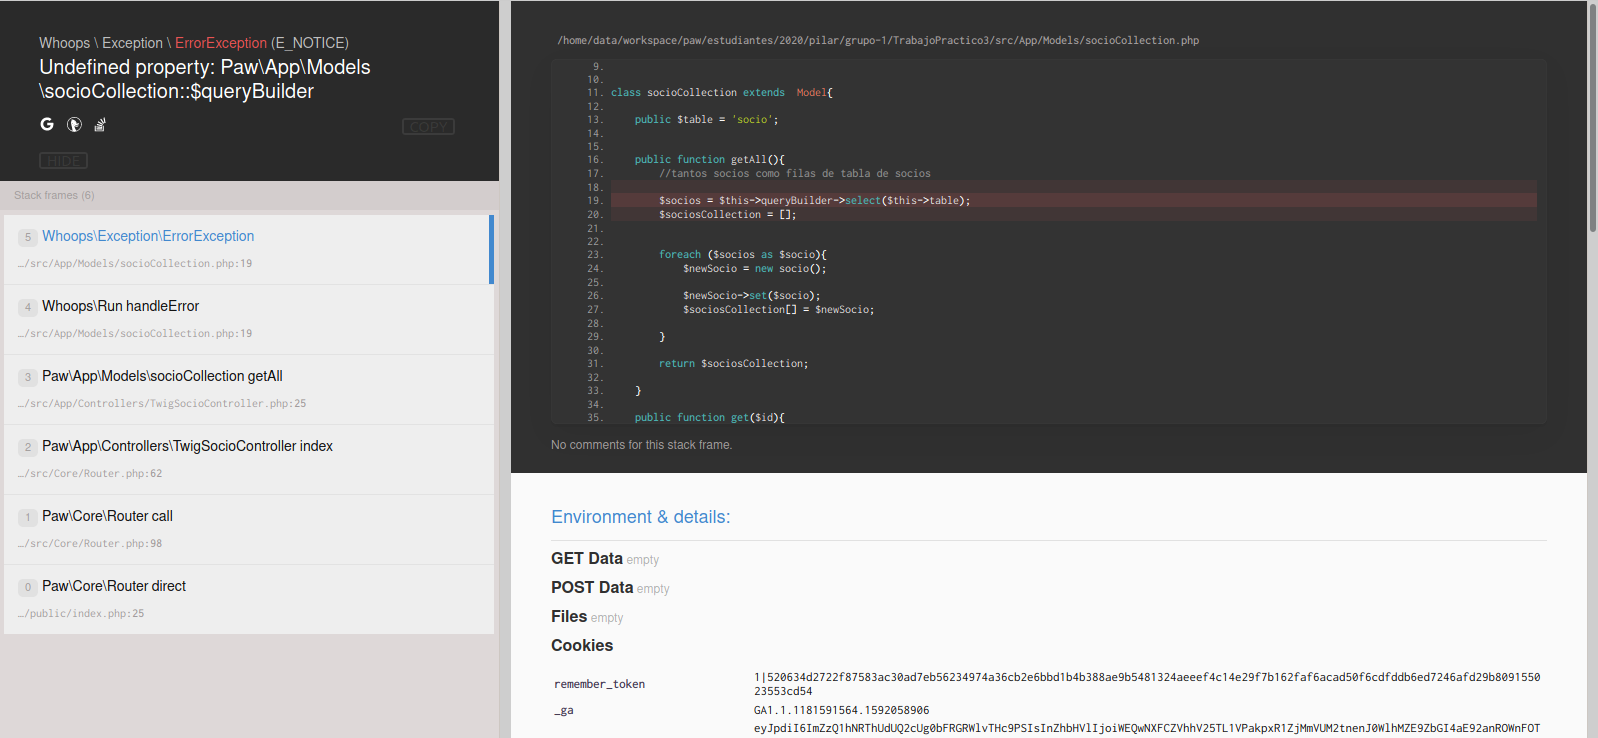 Whoops \ Exception \ ErrorException (E_NOTICE)
Undefined property: Paw\App\Models
\socioCollection::$queryBuilder
COPY
HIDE
Stack frames (6)
5 Whoops\Exception\ErrorException
…/src/App/Models/socioCollection.php:19
4 Whoops\Run handleError
…/src/App/Models/socioCollection.php:19
3 Paw\App\Models\socioCollection getAll
…/src/App/Controllers/TwigSocioController.php:25
2 Paw\App\Controllers\TwigSocioController index
…/src/Core/Router.php:62
1 Paw\Core\Router call
…/src/Core/Router.php:98
0 Paw\Core\Router direct
…/public/index.php:25
/home/data/workspace/paw/estudiantes/2020/pilar/grupo-1/TrabajoPractico3/src/App/Models/socioCollection.php
9.
10.
11. class socioCollection extends  Model{
12.
13.     public $table = 'socio';
14.
15.
16.     public function getAll(){
17.         //tantos socios como filas de tabla de socios
18.
19.         $socios = $this->queryBuilder->select($this->table);
20.         $sociosCollection = [];
21.
22.
23.         foreach ($socios as $socio){
24.             $newSocio = new socio();
25.
26.             $newSocio->set($socio);
27.             $sociosCollection[] = $newSocio;
28.
29.         }
30.
31.         return $sociosCollection;
32.
33.     }
34.
35.     public function get($id){
No comments for this stack frame.
Environment & details:
GET Data empty
POST Data empty
Files empty
Cookies
remember_token 1|520634d2722f87583ac30ad7eb56234974a36cb2e6bbd1b4b388ae9b5481324aeeef4c14e29f7b162faf6acad50f6cdfddb6ed7246afd29b8091550
23553cd54
_ga GA1.1.1181591564.1592058906
eyJpdiI6ImZzQ1hNRThUdUQ2cUg0bFRGRWlvTHc9PSIsInZhbHVlIjoiWEQwNXFCZVhhV25TL1VPakpxR1ZjMmVUM2tnenJ0WlhMZE9ZbGI4aE92anROWnFOT